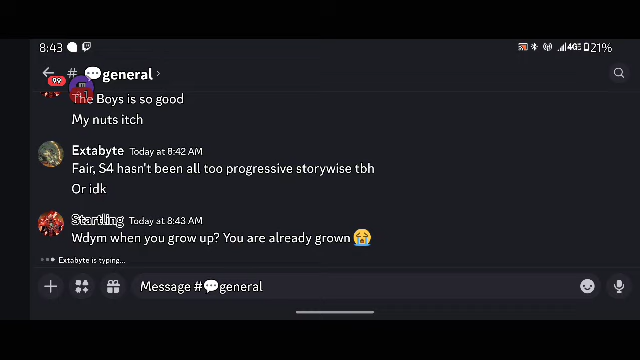 8:43
4G
21%
# 💬general ›
99
The Boys is so good
My nuts itch
Extabyte Today at 8:42 AM
Fair, S4 hasn't been all too progressive storywise tbh
Or idk
Startling Today at 8:43 AM
Wdym when you grow up? You are already grown 😭
Extabyte is typing...
Message #💬general